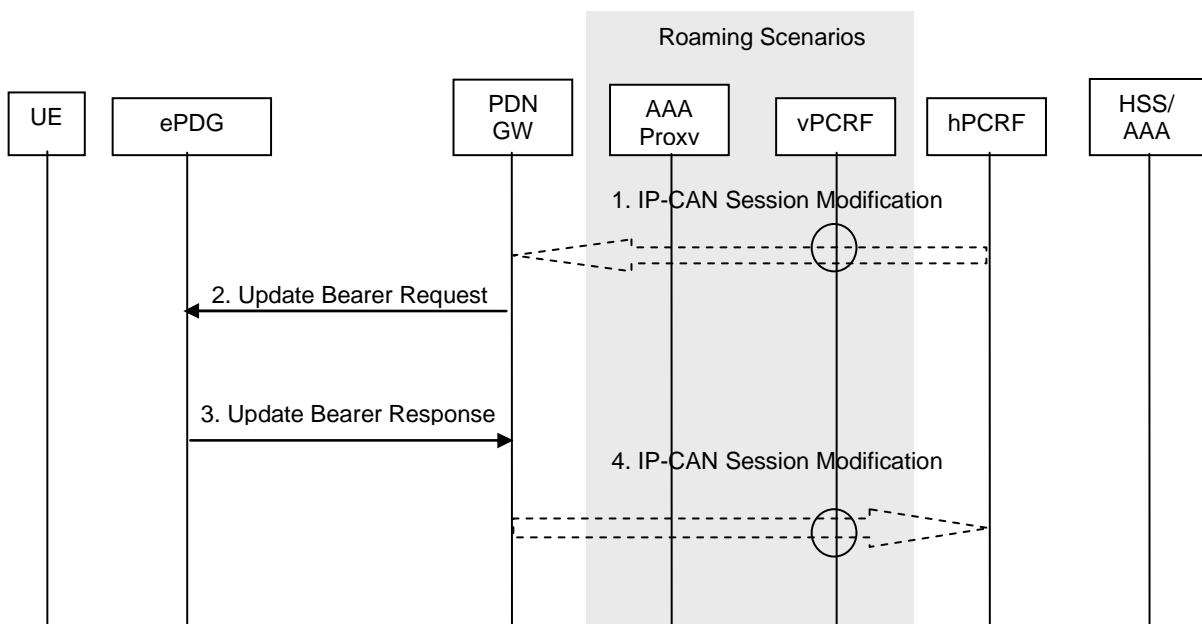 Roaming Scenarios
UE
ePDG
PDN
GW
AAA
Proxv
vPCRF
hPCRF
HSS/
AAA
1. IP-CAN Session Modification
2. Update Bearer Request
3. Update Bearer Response
4. IP-CAN Session Modification